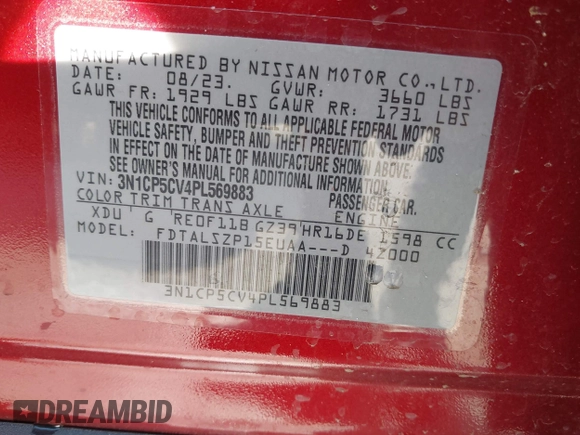 MANUFACTURED BY NISSAN MOTOR CO.,LTD.
DATE: 08/23. GVWR: 3660 LBS
GAWR FR: 1929 LBS GAWR RR: 1731 LBS
THIS VEHICLE CONFORMS TO ALL APPLICABLE FEDERAL MOTOR
VEHICLE SAFETY, BUMPER AND THEFT PREVENTION STANDARDS
IN EFFECT ON THE DATE OF MANUFACTURE SHOWN ABOVE.
SEE OWNER'S MANUAL FOR ADDITIONAL INFORMATION.
VIN: 3N1CP5CV4PL569883 PASSENGER CAR.
COLOR TRIM TRANS AXLE ENGINE
XDU G RE0F11B GZ39 HR16DE 1598 CC
MODEL: FDTALSZP15EUAA---D 4Z000
3N1CP5CV4PL569883
DREAMBID